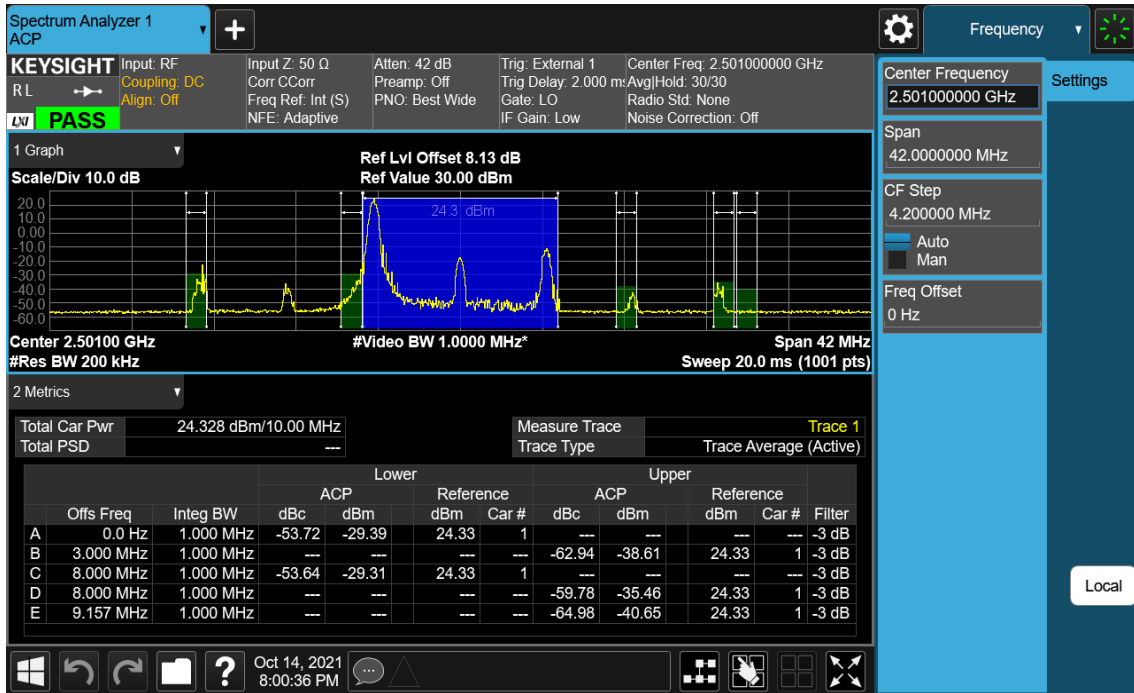 Spectrum Analyzer 1
ACP
+
Frequency
KEYSIGHT
RL
LXI PASS
Input: RF
Coupling: DC
Align: Off
Input Z: 50 Ω
Corr CCorr
Freq Ref: Int (S)
NFE: Adaptive
Atten: 42 dB
Preamp: Off
PNO: Best Wide
Trig: External 1
Trig Delay: 2.000 ms
Gate: LO
IF Gain: Low
Center Freq: 2.501000000 GHz
Avg|Hold: 30/30
Radio Std: None
Noise Correction: Off
Center Frequency
2.501000000 GHz
Settings
Span
42.0000000 MHz
CF Step
4.200000 MHz
Auto
Man
Freq Offset
0 Hz
Local
1 Graph
Scale/Div 10.0 dB
Ref Lvl Offset 8.13 dB
Ref Value 30.00 dBm
24.3 dBm
20.0
10.0
0.00
-10.0
-20.0
-30.0
-40.0
-50.0
-60.0
Center 2.50100 GHz
#Video BW 1.0000 MHz*
Span 42 MHz
#Res BW 200 kHz
Sweep 20.0 ms (1001 pts)
2 Metrics
Total Car Pwr 24.328 dBm/10.00 MHz
Total PSD ---
Measure Trace Trace 1
Trace Type Trace Average (Active)
Lower Upper
ACP Reference ACP Reference
Offs Freq Integ BW dBc dBm dBm Car # dBc dBm dBm Car # Filter
A 0.0 Hz 1.000 MHz -53.72 -29.39 24.33 1 --- --- --- --- -3 dB
B 3.000 MHz 1.000 MHz --- --- --- --- -62.94 -38.61 24.33 1 -3 dB
C 8.000 MHz 1.000 MHz -53.64 -29.31 24.33 1 --- --- --- --- -3 dB
D 8.000 MHz 1.000 MHz --- --- --- --- -59.78 -35.46 24.33 1 -3 dB
E 9.157 MHz 1.000 MHz --- --- --- --- -64.98 -40.65 24.33 1 -3 dB
?
Oct 14, 2021
8:00:36 PM